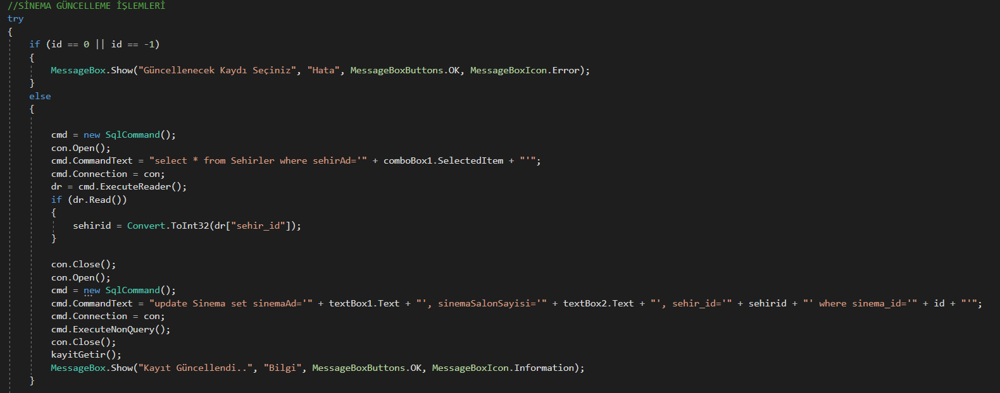 //SİNEMA GÜNCELLEME İŞLEMLERİ
try
{
if (id == 0 || id == -1)
{
MessageBox.Show("Güncellenecek Kaydı Seçiniz", "Hata", MessageBoxButtons.OK, MessageBoxIcon.Error);
}
else
{
cmd = new SqlCommand();
con.Open();
cmd.CommandText = "select * from Sehirler where sehirAd='" + comboBox1.SelectedItem + "'";
cmd.Connection = con;
dr = cmd.ExecuteReader();
if (dr.Read())
{
sehirid = Convert.ToInt32(dr["sehir_id"]);
}
con.Close();
con.Open();
cmd = new SqlCommand();
cmd.CommandText = "update Sinema set sinemaAd='" + textBox1.Text + "', sinemaSalonSayisi='" + textBox2.Text + "', sehir_id='" + sehirid + "' where sinema_id='" + id + "'";
cmd.Connection = con;
cmd.ExecuteNonQuery();
con.Close();
kayitGetir();
MessageBox.Show("Kayıt Güncellendi..", "Bilgi", MessageBoxButtons.OK, MessageBoxIcon.Information);
}